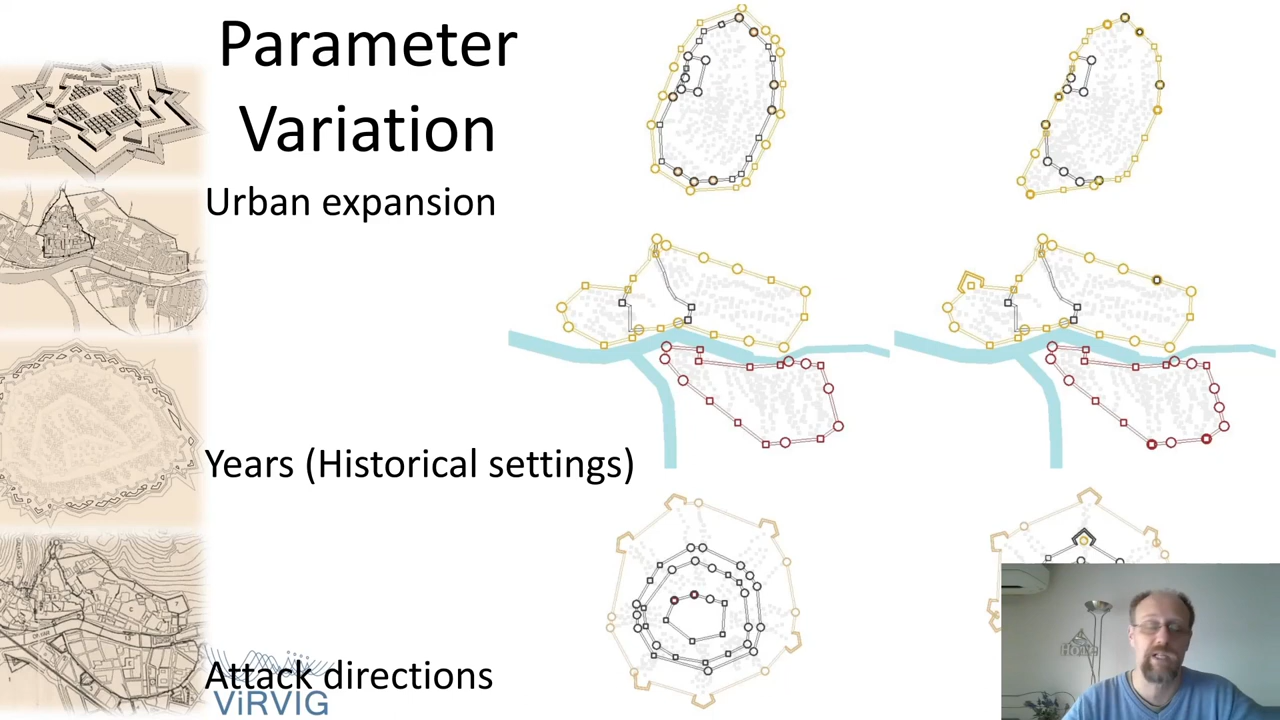 Parameter
Variation
Urban expansion
Years (Historical settings)
Attack directions
ViRVIG